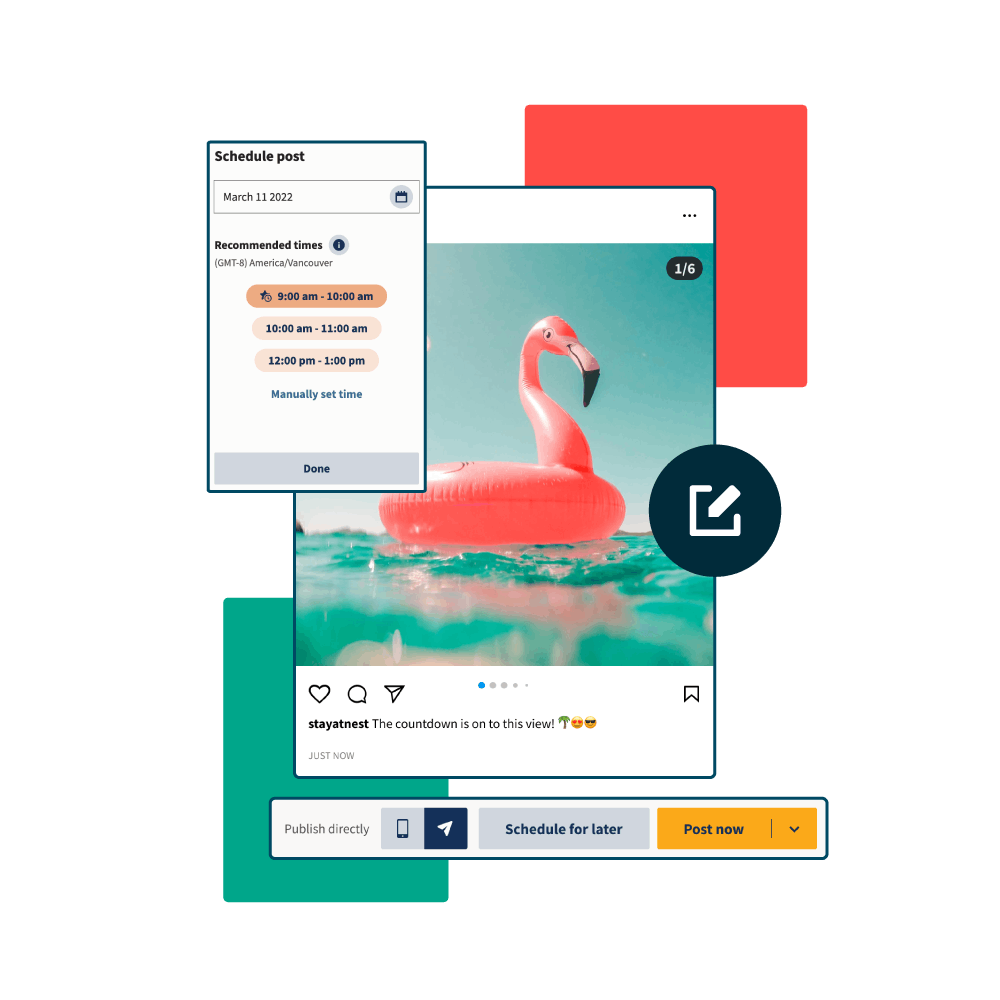 Schedule post
March 11 2022
Recommended times
(GMT-8) America/Vancouver
9:00 am - 10:00 am
10:00 am - 11:00 am
12:00 pm - 1:00 pm
Manually set time
Done
1/6
stayatnest The countdown is on to this view! 🌴😍😎
JUST NOW
Publish directly
Schedule for later
Post now